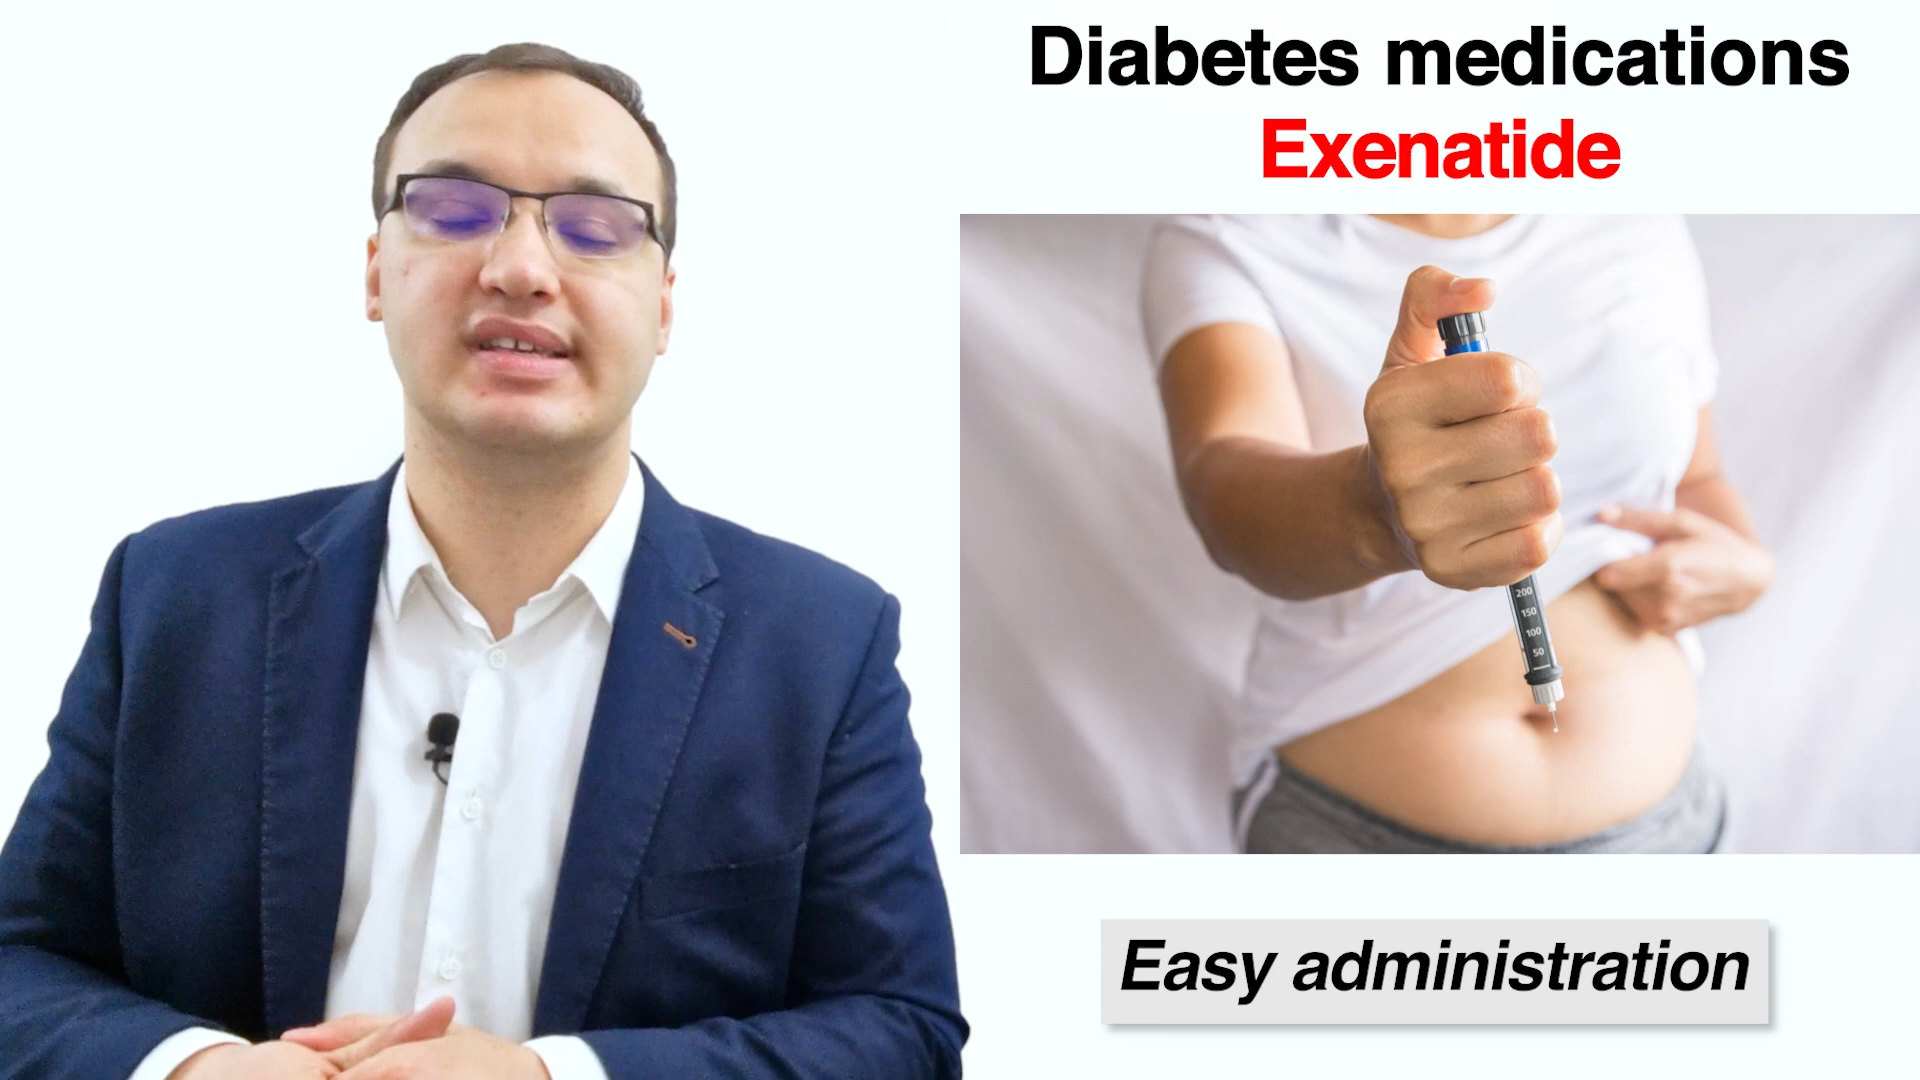 Diabetes medications
Exenatide
200
150
100
50
Easy administration